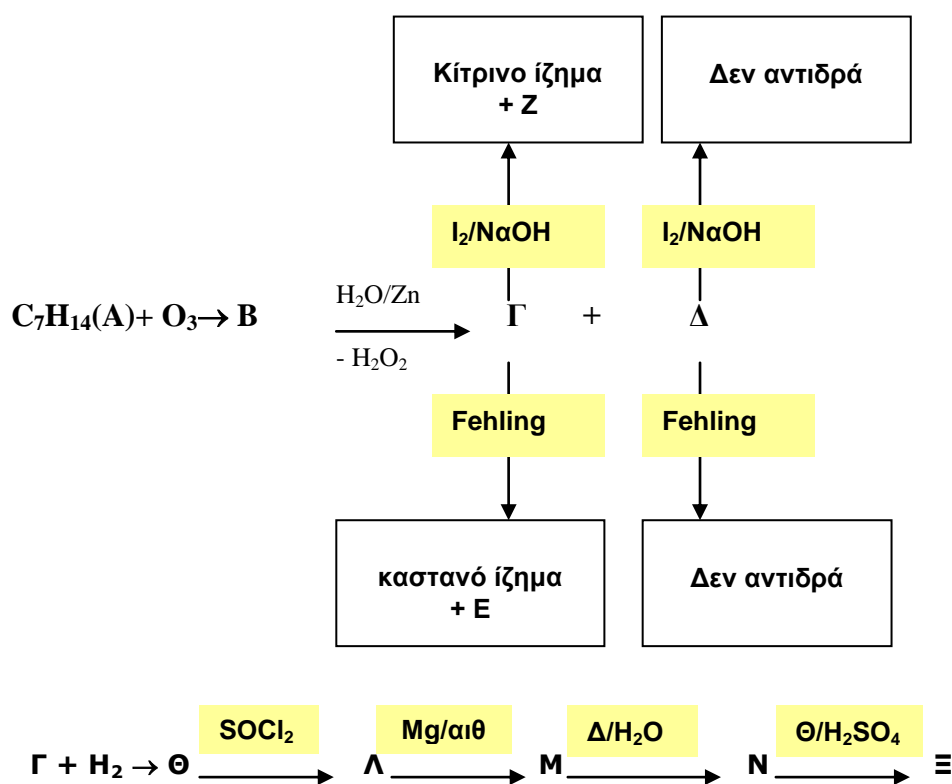 Κίτρινο ίζημα
+ Ζ
Δεν αντιδρά
I₂/NαOH
I₂/NαOH
C₇H₁₄(A)+ O₃→ B
H₂O/Zn
- H₂O₂
Γ + Δ
Fehling
Fehling
καστανό ίζημα
+ Ε
Δεν αντιδρά
SOCl₂
Mg/αιθ
Δ/H₂O
Θ/H₂SO₄
Γ + H₂ → Θ Λ Μ Ν Ξ